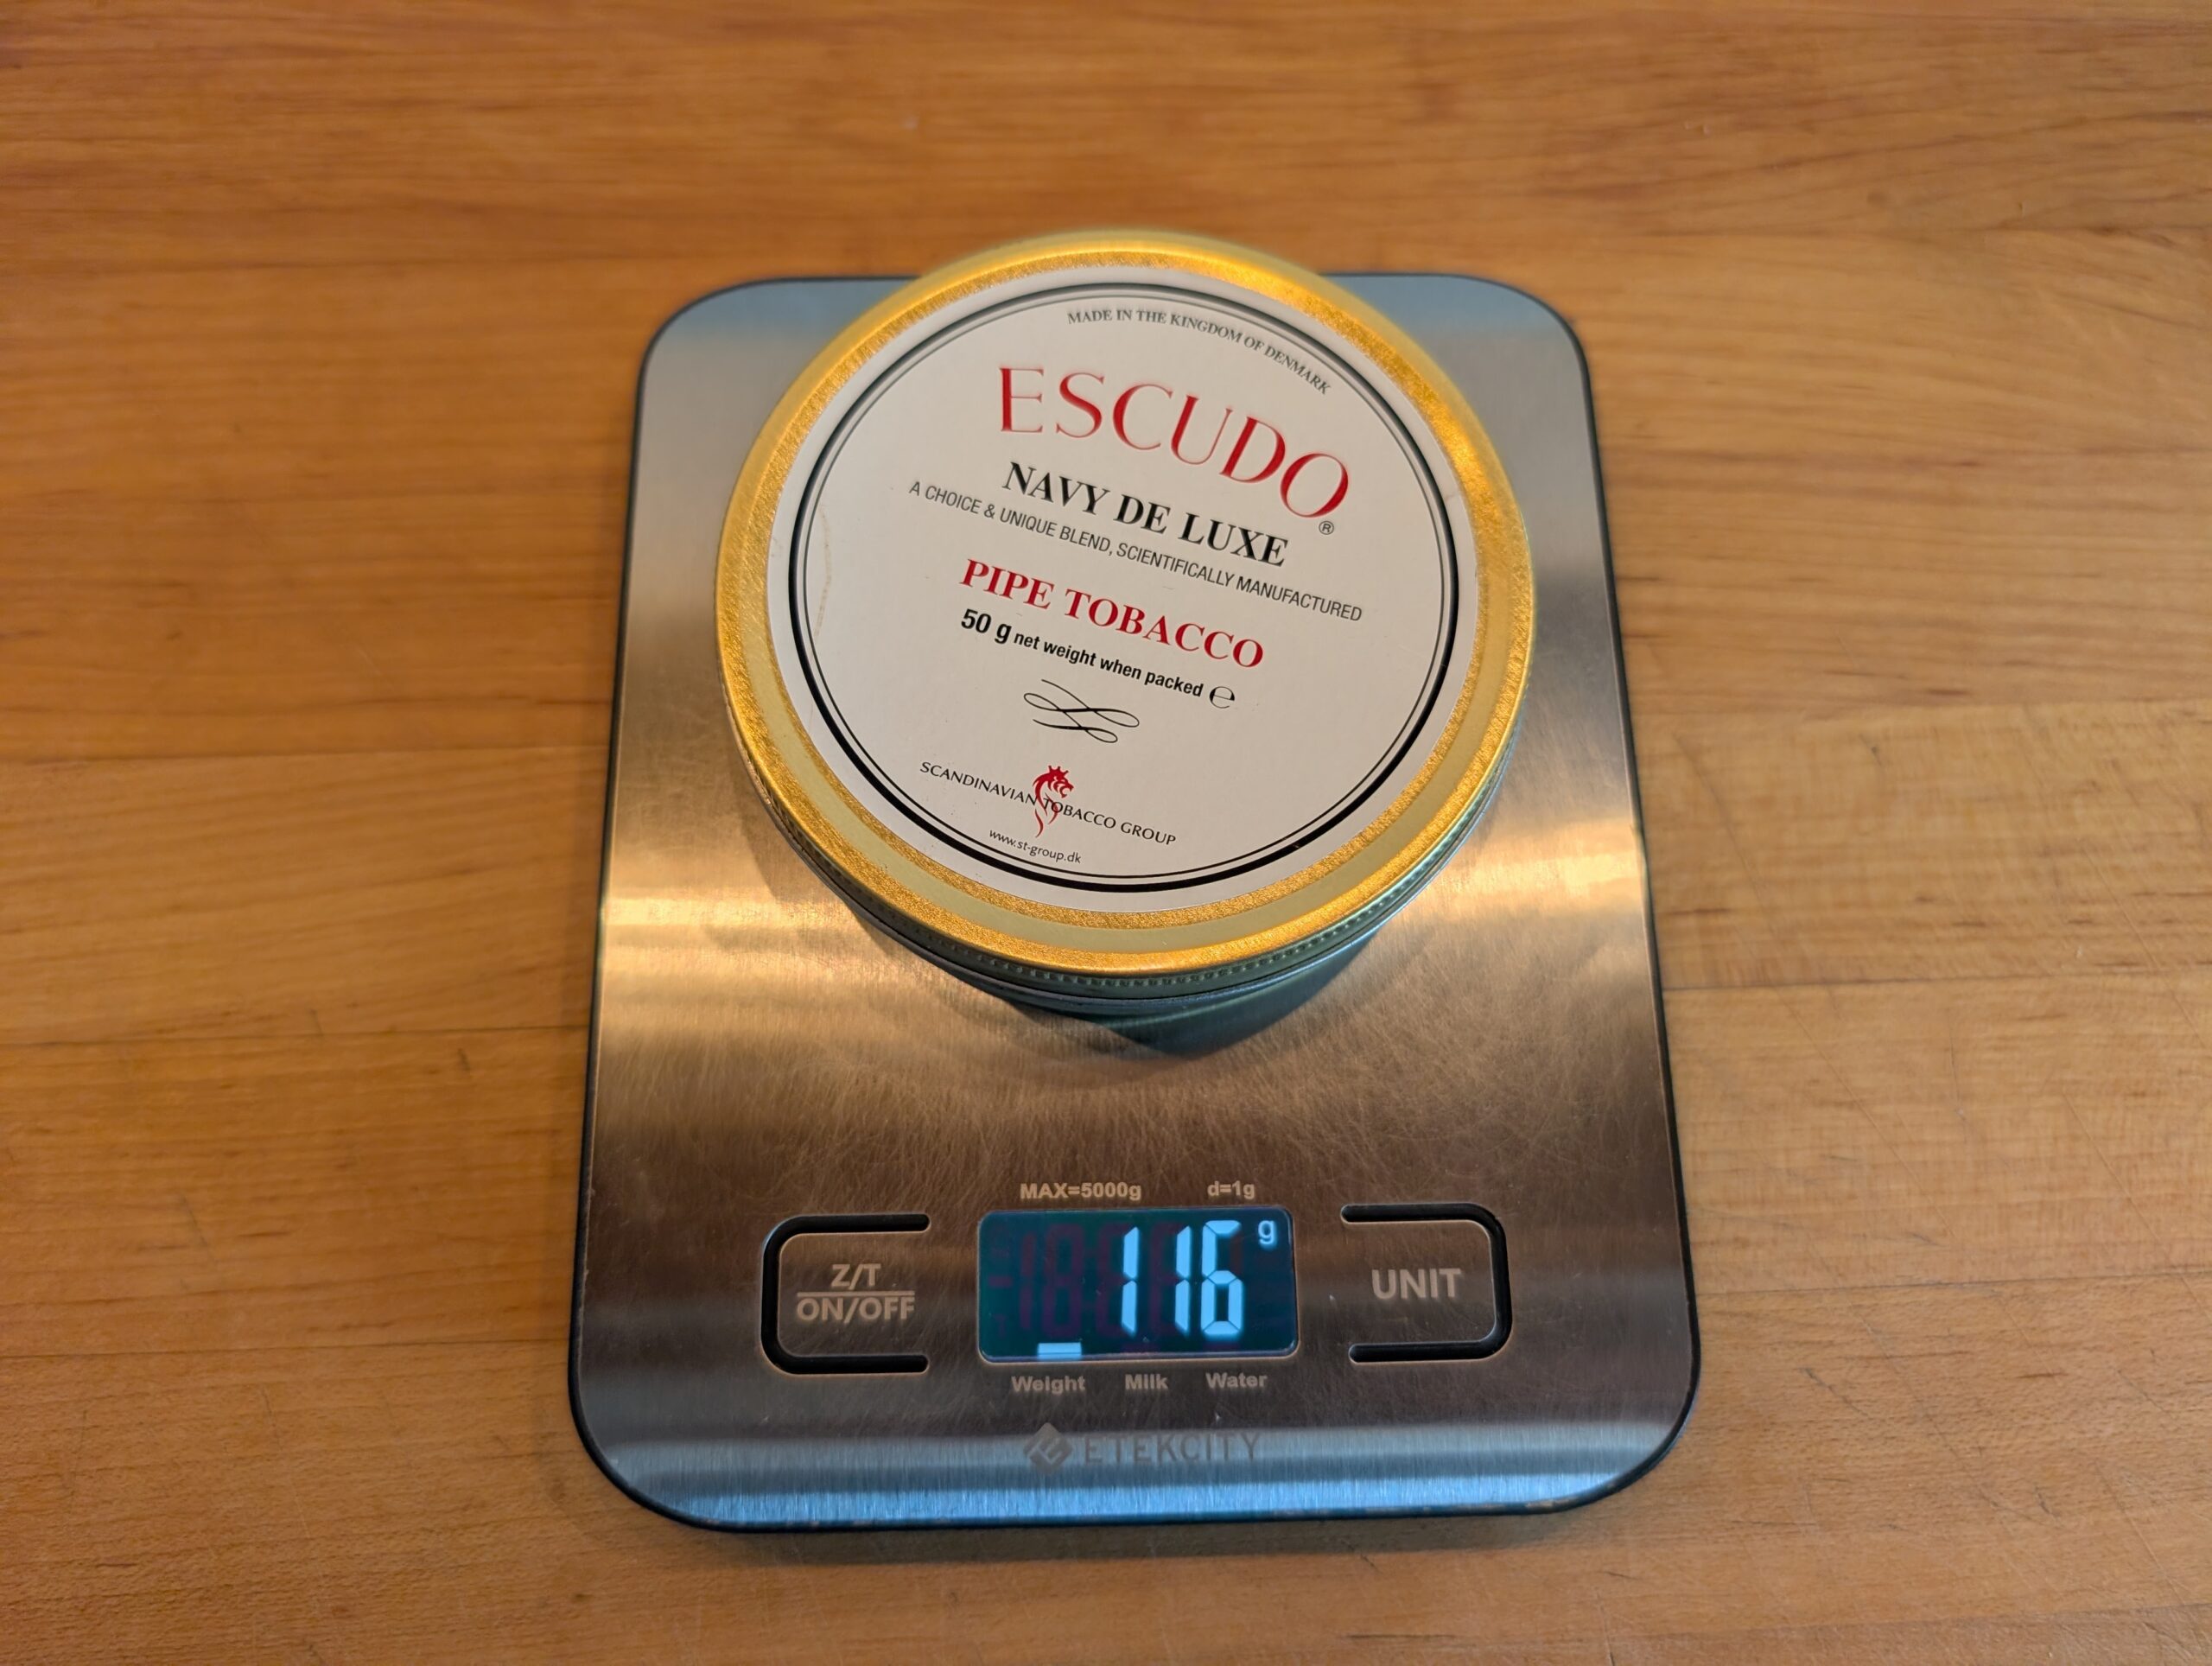 MADE IN THE KINGDOM OF DENMARK
ESCUDO®
NAVY DE LUXE
A CHOICE & UNIQUE BLEND, SCIENTIFICALLY MANUFACTURED
PIPE TOBACCO
50 g net weight when packed ℮
SCANDINAVIAN TOBACCO GROUP
www.st-group.dk
MAX=5000g d=1g
Z/T
ON/OFF
116 g
UNIT
Weight Milk Water
ETEKCITY